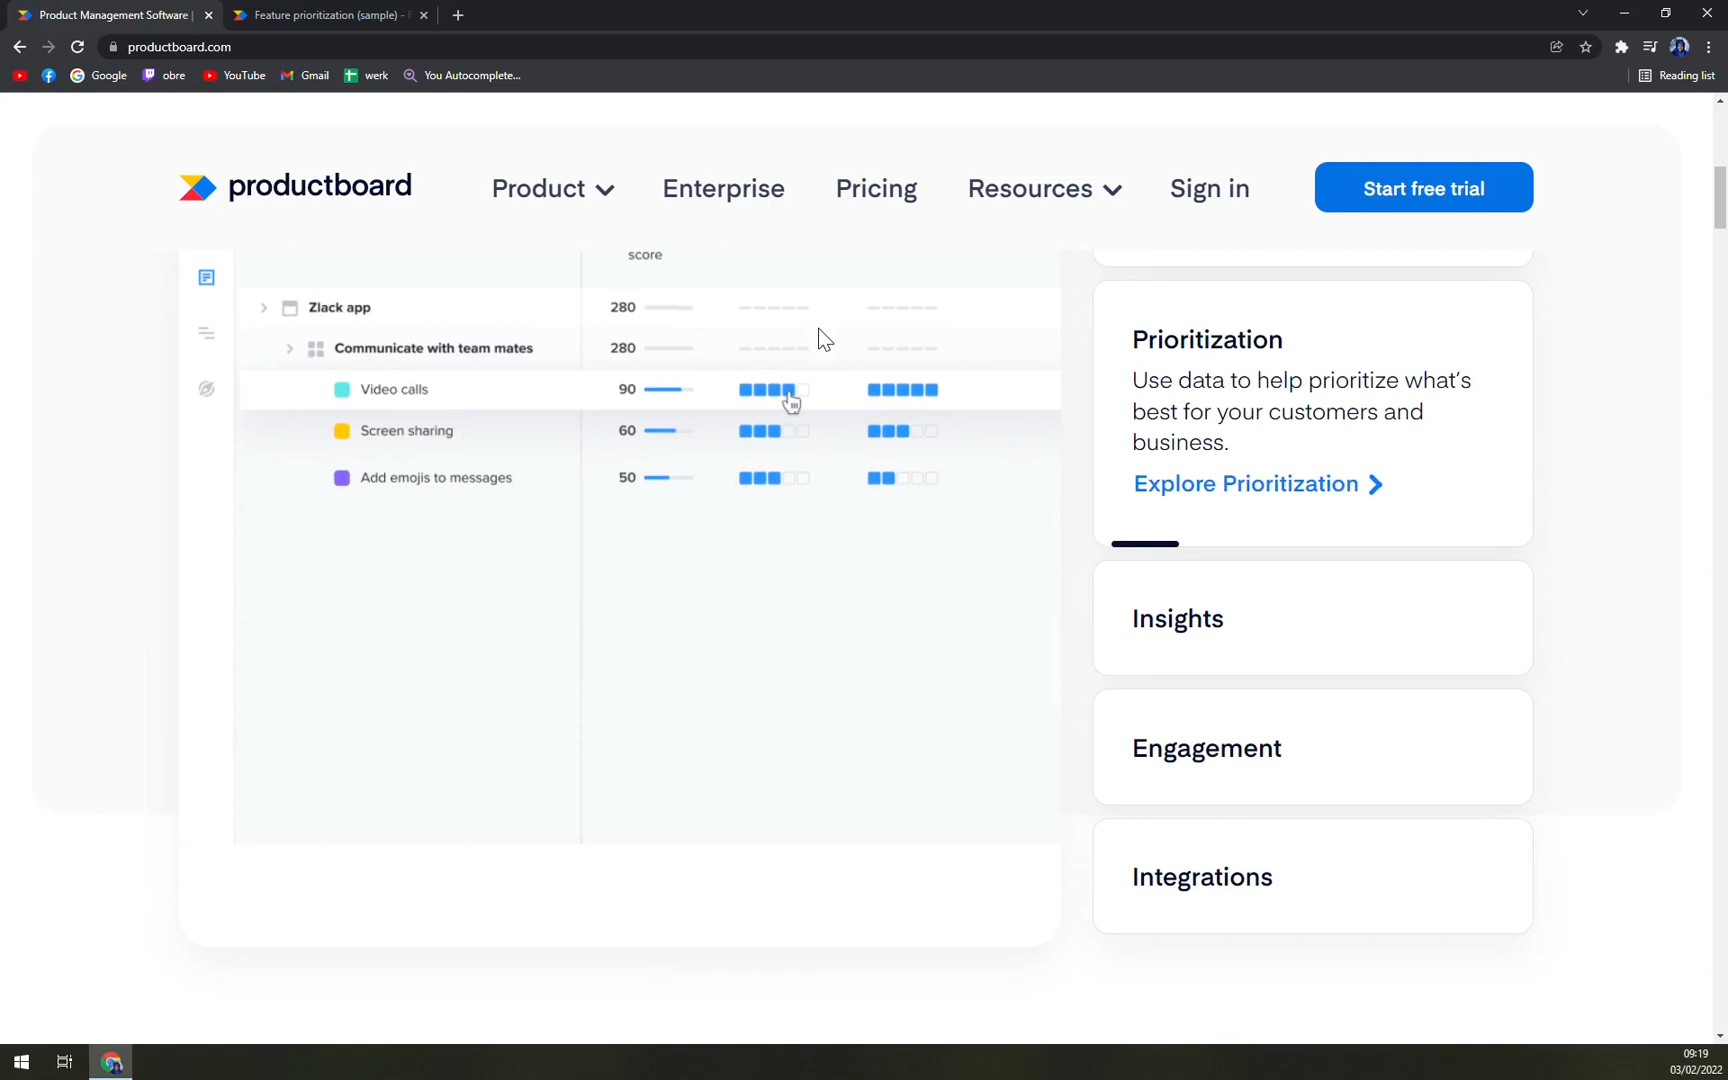 Product Management Software |
Feature prioritization (sample) -
productboard.com
Google
obre
YouTube
Gmail
werk
You Autocomplete...
Reading list
productboard
Product
Enterprise
Pricing
Resources
Sign in
Start free trial
score
Zlack app
280
Communicate with team mates
280
Video calls
90
Screen sharing
60
Add emojis to messages
50
Prioritization
Use data to help prioritize what's
best for your customers and
business.
Explore Prioritization
Insights
Engagement
Integrations
09:19
03/02/2022